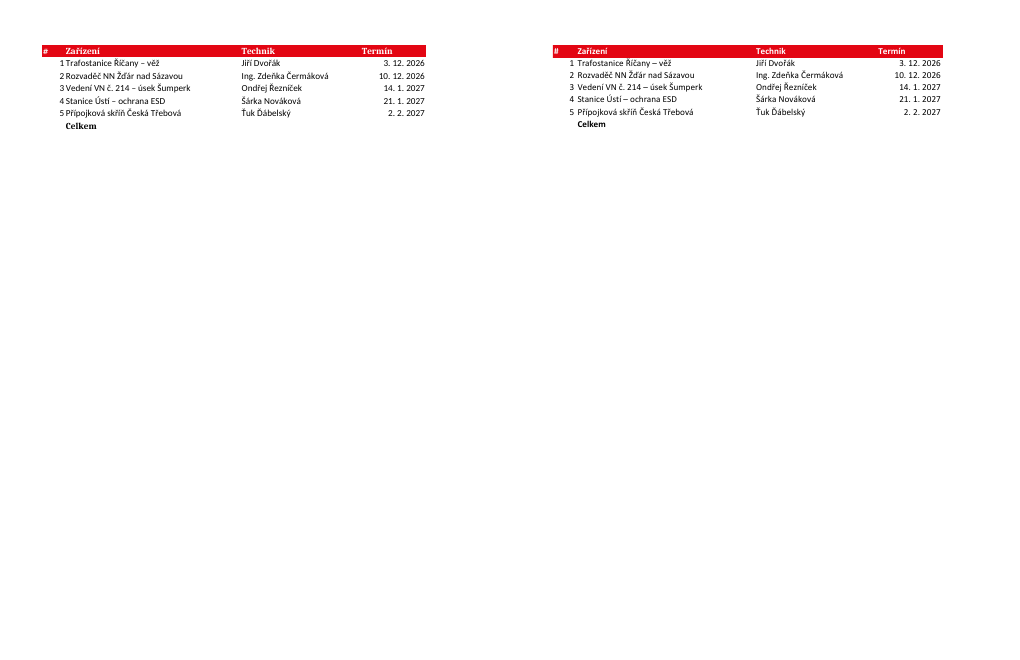 # Zařízení Technik Termín
1 Trafostanice Říčany – věž Jiří Dvořák 3. 12. 2026
2 Rozvaděč NN Žďár nad Sázavou Ing. Zdeňka Čermáková 10. 12. 2026
3 Vedení VN č. 214 – úsek Šumperk Ondřej Řezníček 14. 1. 2027
4 Stanice Ústí – ochrana ESD Šárka Nováková 21. 1. 2027
5 Přípojková skříň Česká Třebová Ťuk Ďábelský 2. 2. 2027
Celkem
# Zařízení Technik Termín
1 Trafostanice Říčany – věž Jiří Dvořák 3. 12. 2026
2 Rozvaděč NN Žďár nad Sázavou Ing. Zdeňka Čermáková 10. 12. 2026
3 Vedení VN č. 214 – úsek Šumperk Ondřej Řezníček 14. 1. 2027
4 Stanice Ústí – ochrana ESD Šárka Nováková 21. 1. 2027
5 Přípojková skříň Česká Třebová Ťuk Ďábelský 2. 2. 2027
Celkem